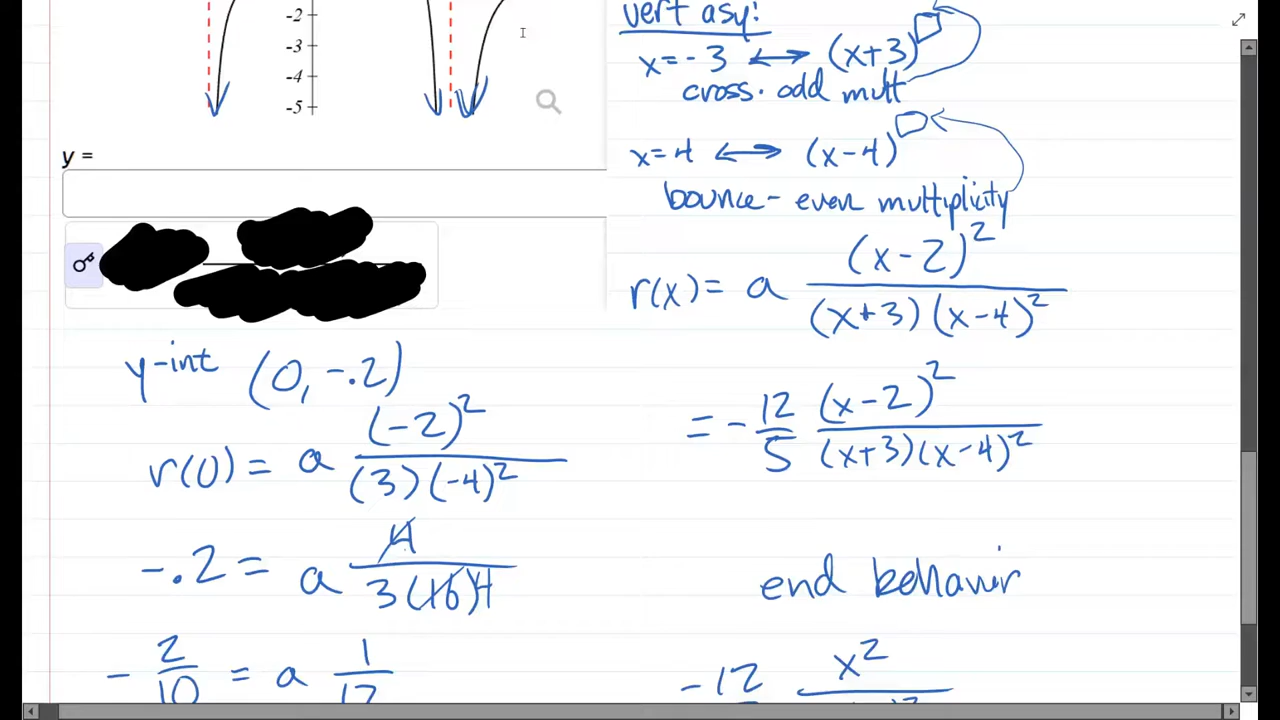 -2
-3
-4
-5
y =
vert asy:
x=-3 ↔ (x+3)^□
cross · odd mult
x=4 ↔ (x-4)^□
bounce - even multiplicity
r(x) = a (x-2)^2 / (x+3)(x-4)^2
= -12/5 (x-2)^2 / (x+3)(x-4)^2
y-int (0, -.2)
r(0) = a (-2)^2 / (3)(-4)^2
-.2 = a 4 / 3(16)4
-2/10 = a 1/12
end behavior
-12 x^2